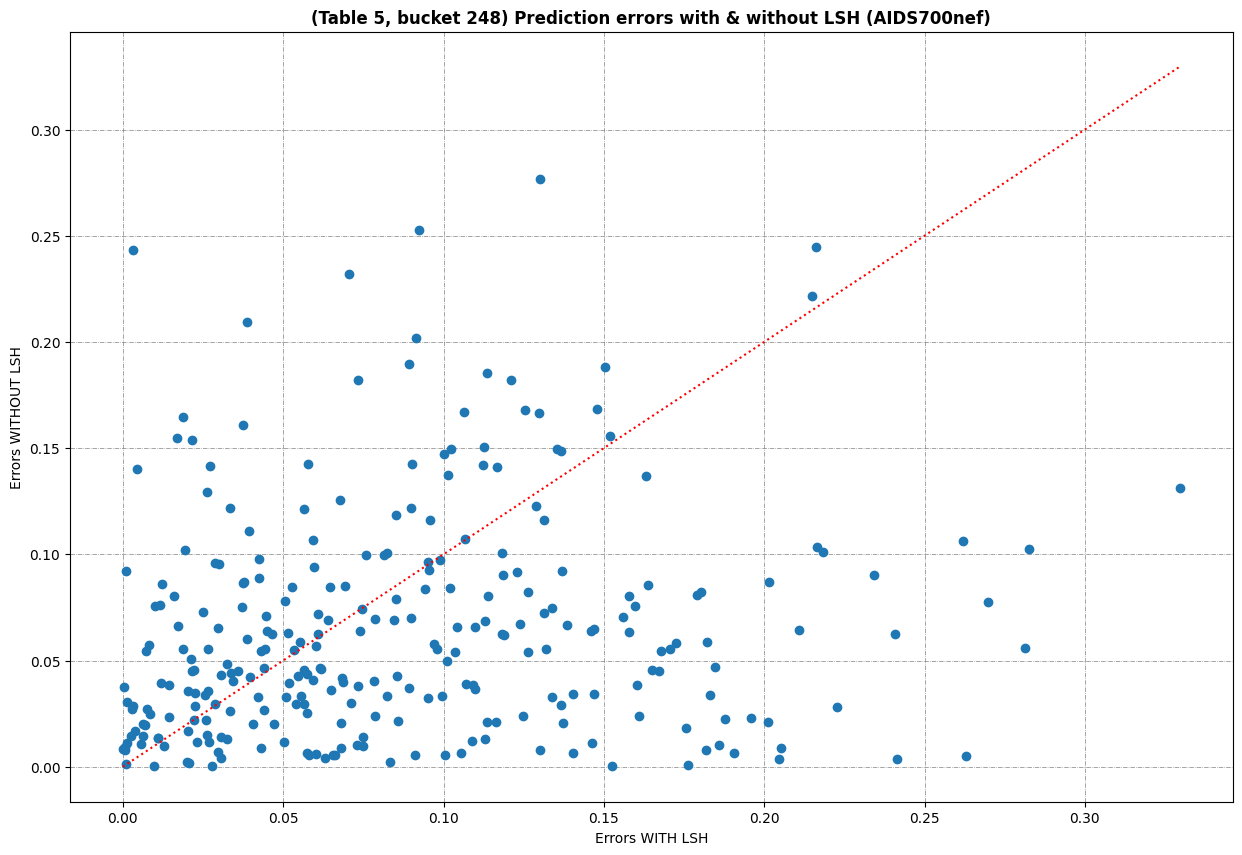 (Table 5, bucket 248) Prediction errors with & without LSH (AIDS700nef)
0.30
0.25
0.20
0.15
0.10
0.05
0.00
Errors WITHOUT LSH
0.00 0.05 0.10 0.15 0.20 0.25 0.30
Errors WITH LSH